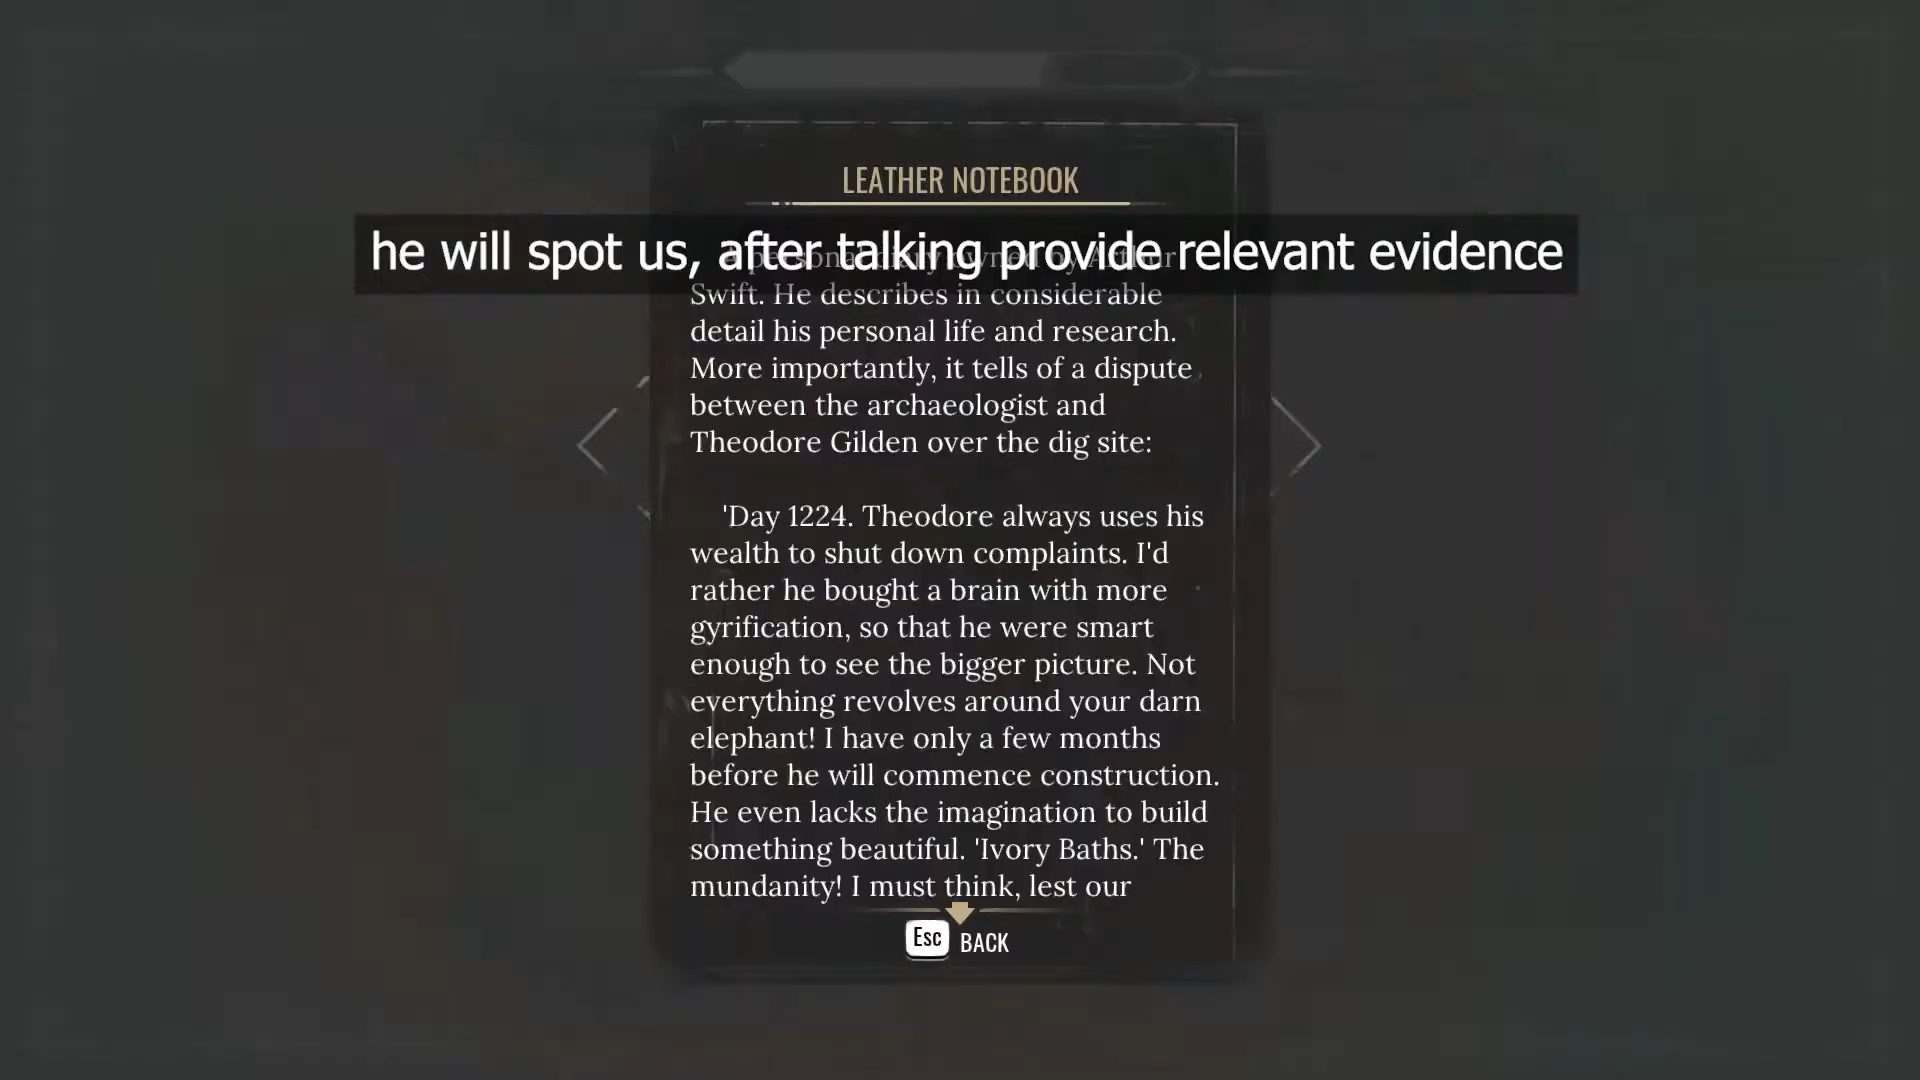 LEATHER NOTEBOOK
he will spot us, after talking provide relevant evidence
A personal diary owned by Arthur
Swift. He describes in considerable
detail his personal life and research.
More importantly, it tells of a dispute
between the archaeologist and
Theodore Gilden over the dig site:
'Day 1224. Theodore always uses his
wealth to shut down complaints. I'd
rather he bought a brain with more
gyrification, so that he were smart
enough to see the bigger picture. Not
everything revolves around your darn
elephant! I have only a few months
before he will commence construction.
He even lacks the imagination to build
something beautiful. 'Ivory Baths.' The
mundanity! I must think, lest our
Esc BACK